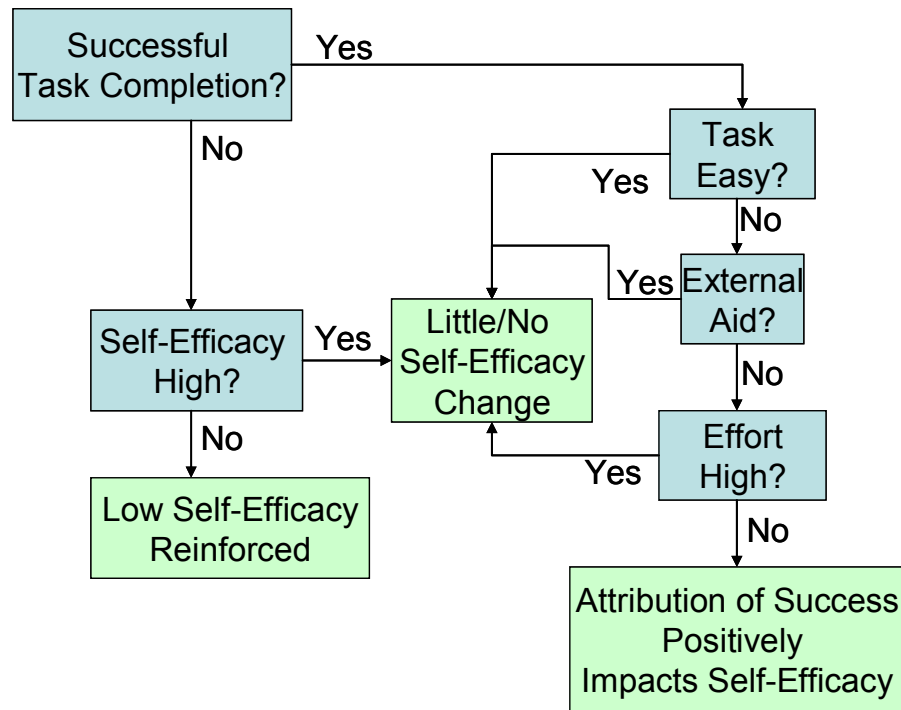 Successful
Task Completion?
Yes
No
Task
Easy?
Yes
No
External
Aid?
Yes
No
Self-Efficacy
High?
Yes
No
Little/No
Self-Efficacy
Change
Effort
High?
Yes
No
Low Self-Efficacy
Reinforced
Attribution of Success
Positively
Impacts Self-Efficacy